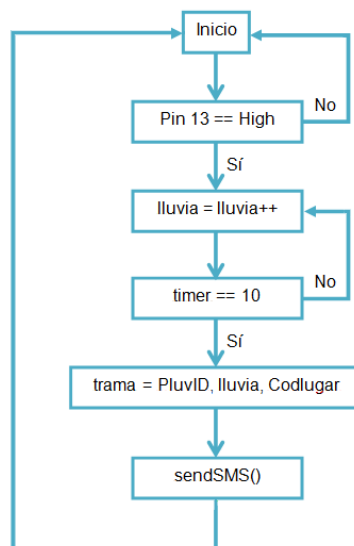 Inicio
No
Pin 13 == High
Sí
lluvia = lluvia++
No
timer == 10
Sí
trama = PluvID, lluvia, Codlugar
sendSMS()